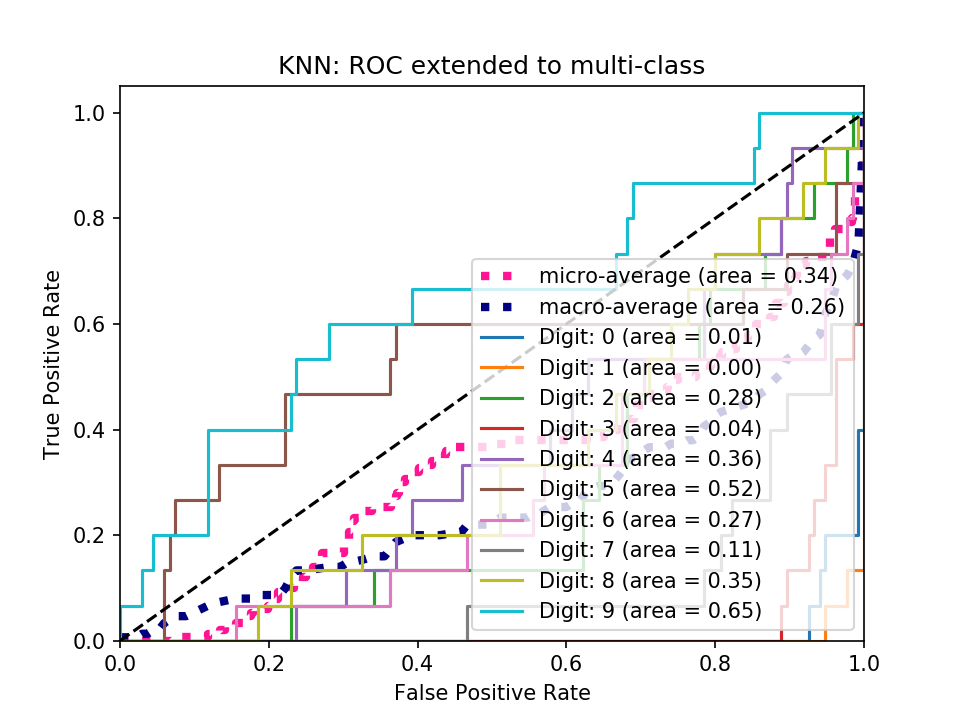 KNN: ROC extended to multi-class
True Positive Rate
1.0
0.8
0.6
0.4
0.2
0.0
micro-average (area = 0.34)
macro-average (area = 0.26)
Digit: 0 (area = 0.01)
Digit: 1 (area = 0.00)
Digit: 2 (area = 0.28)
Digit: 3 (area = 0.04)
Digit: 4 (area = 0.36)
Digit: 5 (area = 0.52)
Digit: 6 (area = 0.27)
Digit: 7 (area = 0.11)
Digit: 8 (area = 0.35)
Digit: 9 (area = 0.65)
0.0 0.2 0.4 0.6 0.8 1.0
False Positive Rate